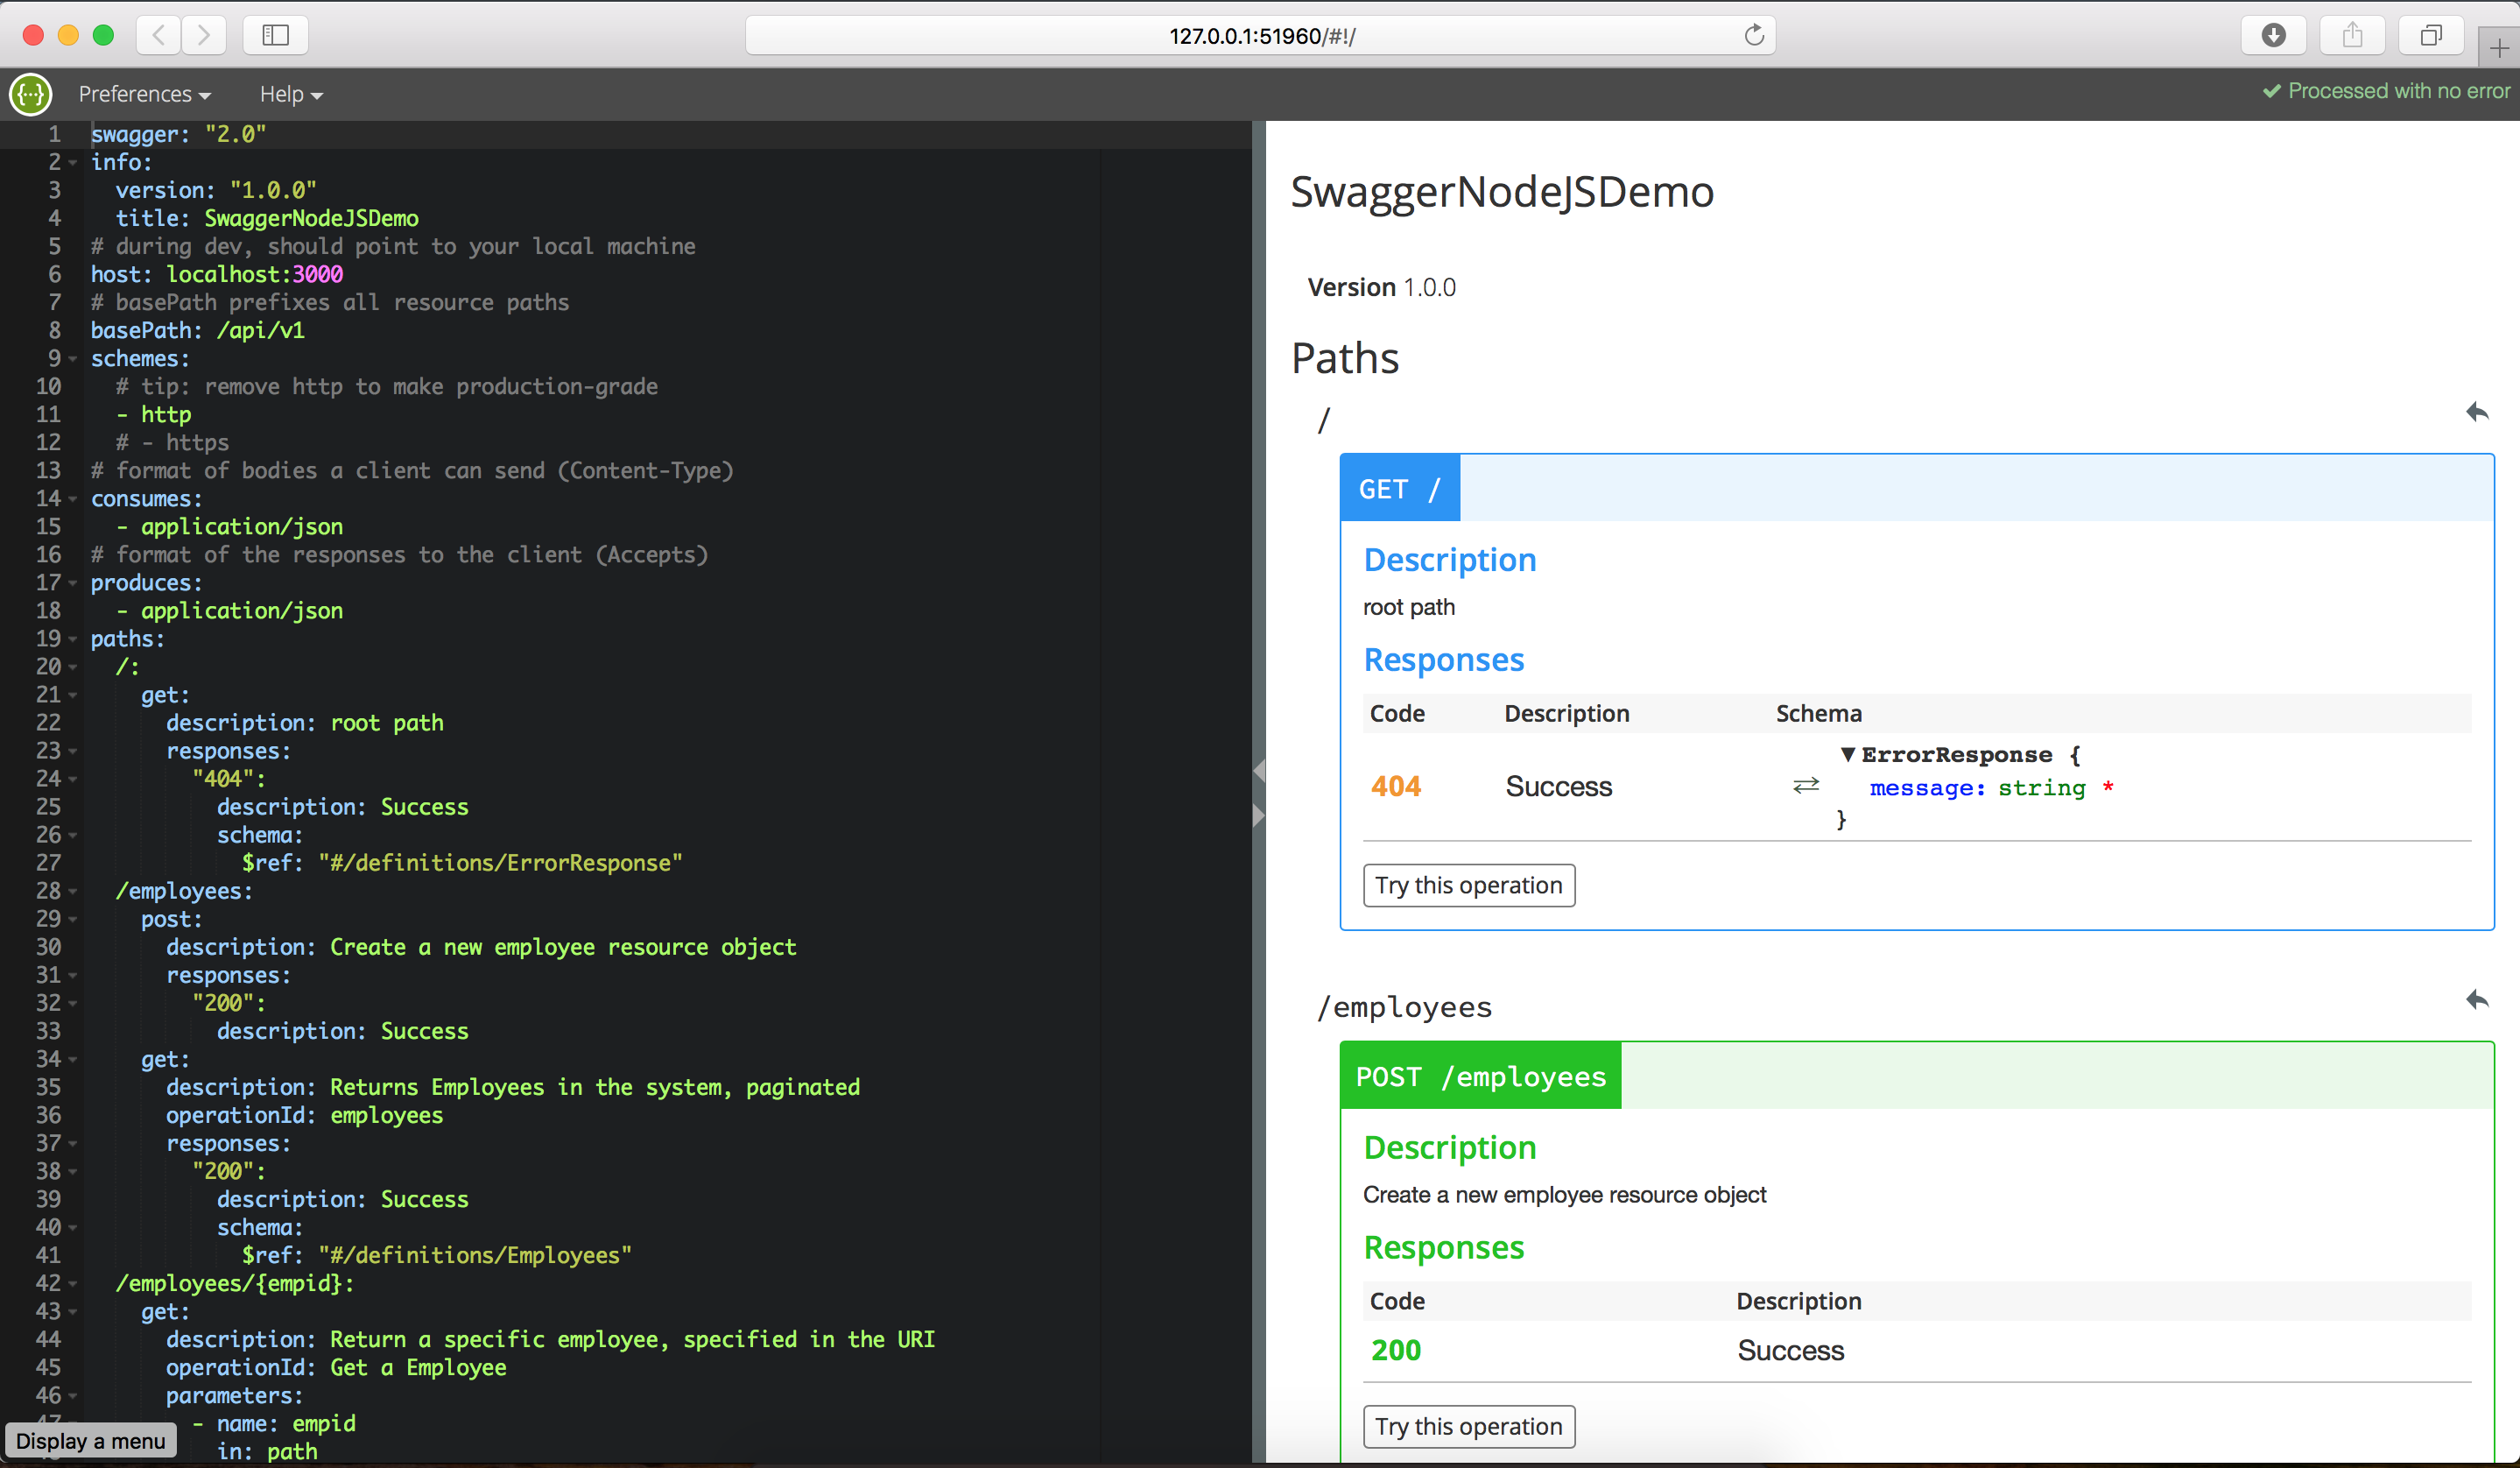 127.0.0.1:51960/#!/
Preferences
Help
Processed with no error
1 swagger: "2.0"
2 info:
3 version: "1.0.0"
4 title: SwaggerNodeJSDemo
5 # during dev, should point to your local machine
6 host: localhost:3000
7 # basePath prefixes all resource paths
8 basePath: /api/v1
9 schemes:
10 # tip: remove http to make production-grade
11 - http
12 # - https
13 # format of bodies a client can send (Content-Type)
14 consumes:
15 - application/json
16 # format of the responses to the client (Accepts)
17 produces:
18 - application/json
19 paths:
20 /:
21 get:
22 description: root path
23 responses:
24 "404":
25 description: Success
26 schema:
27 $ref: "#/definitions/ErrorResponse"
28 /employees:
29 post:
30 description: Create a new employee resource object
31 responses:
32 "200":
33 description: Success
34 get:
35 description: Returns Employees in the system, paginated
36 operationId: employees
37 responses:
38 "200":
39 description: Success
40 schema:
41 $ref: "#/definitions/Employees"
42 /employees/{empid}:
43 get:
44 description: Return a specific employee, specified in the URI
45 operationId: Get a Employee
46 parameters:
47 - name: empid
in: path
Display a menu
SwaggerNodeJSDemo
Version 1.0.0
Paths
/
GET /
Description
root path
Responses
Code Description Schema
404 Success ⇄ ▼ErrorResponse {
message: string *
}
Try this operation
/employees
POST /employees
Description
Create a new employee resource object
Responses
Code Description
200 Success
Try this operation